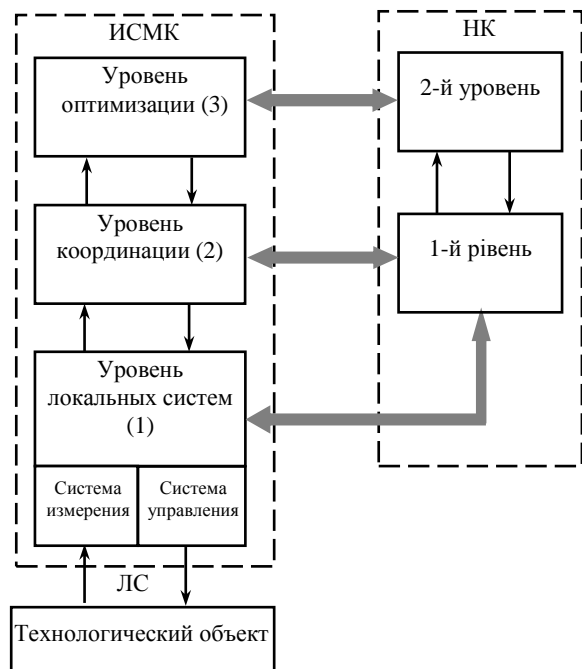 ИСМК
НК
Уровень
оптимизации (3)
2-й уровень
Уровень
координации (2)
1-й рівень
Уровень
локальных систем
(1)
Система
измерения
Система
управления
ЛС
Технологический объект